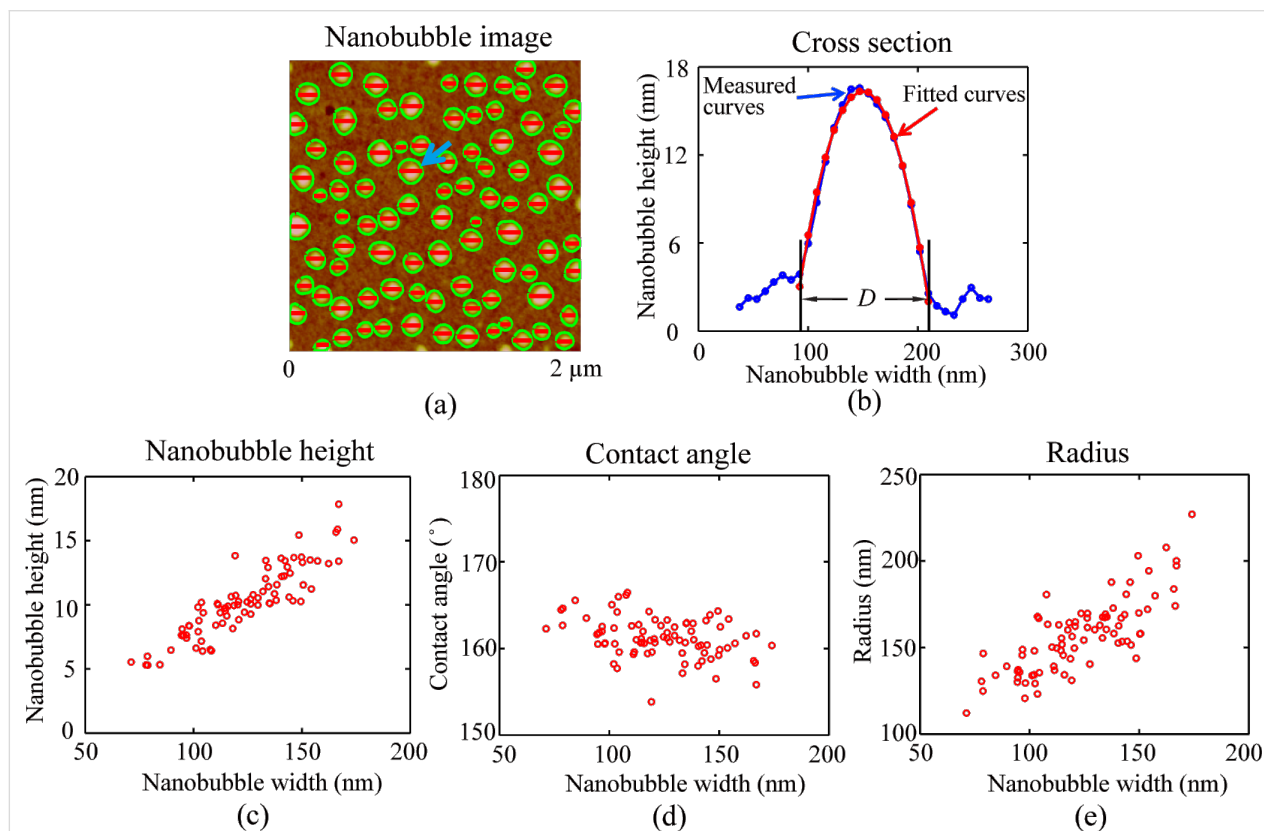 Nanobubble image
0
2 μm
(a)
Cross section
Nanobubble height (nm)
18
12
6
0
Measured
curves
Fitted curves
D
0 100 200 300
Nanobubble width (nm)
(b)
Nanobubble height
Nanobubble height (nm)
20
15
10
5
0
50 100 150 200
Nanobubble width (nm)
(c)
Contact angle
Contact angle (°)
180
170
160
150
50 100 150 200
Nanobubble width (nm)
(d)
Radius
Radius (nm)
250
200
150
100
50 100 150 200
Nanobubble width (nm)
(e)